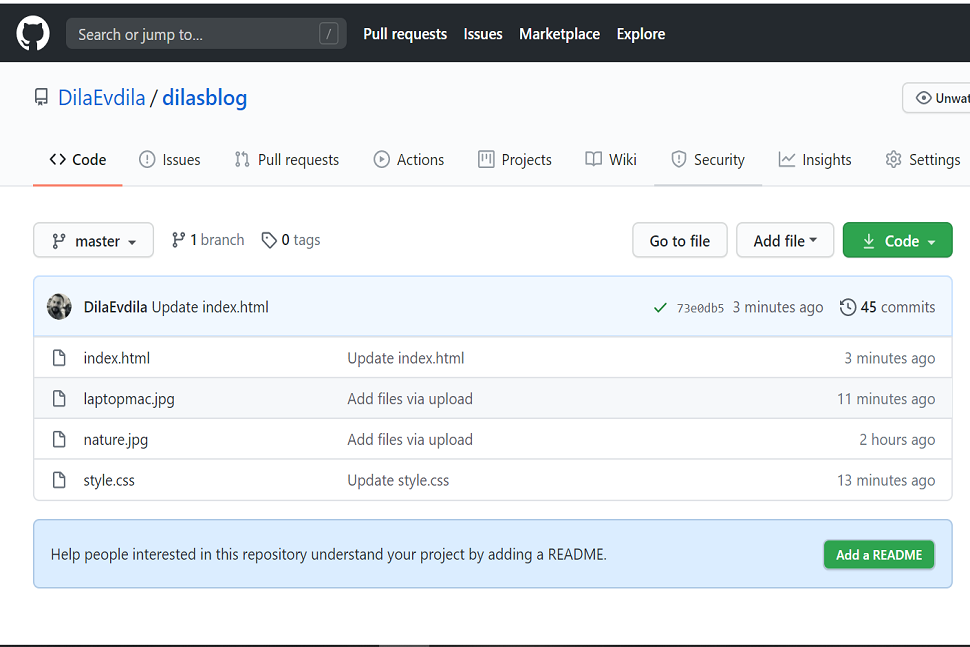 Search or jump to... / Pull requests Issues Marketplace Explore
DilaEvdila / dilasblog Unwat
Code Issues Pull requests Actions Projects Wiki Security Insights Settings
master 1 branch 0 tags Go to file Add file Code
DilaEvdila Update index.html 73e0db5 3 minutes ago 45 commits
index.html Update index.html 3 minutes ago
laptopmac.jpg Add files via upload 11 minutes ago
nature.jpg Add files via upload 2 hours ago
style.css Update style.css 13 minutes ago
Help people interested in this repository understand your project by adding a README. Add a README